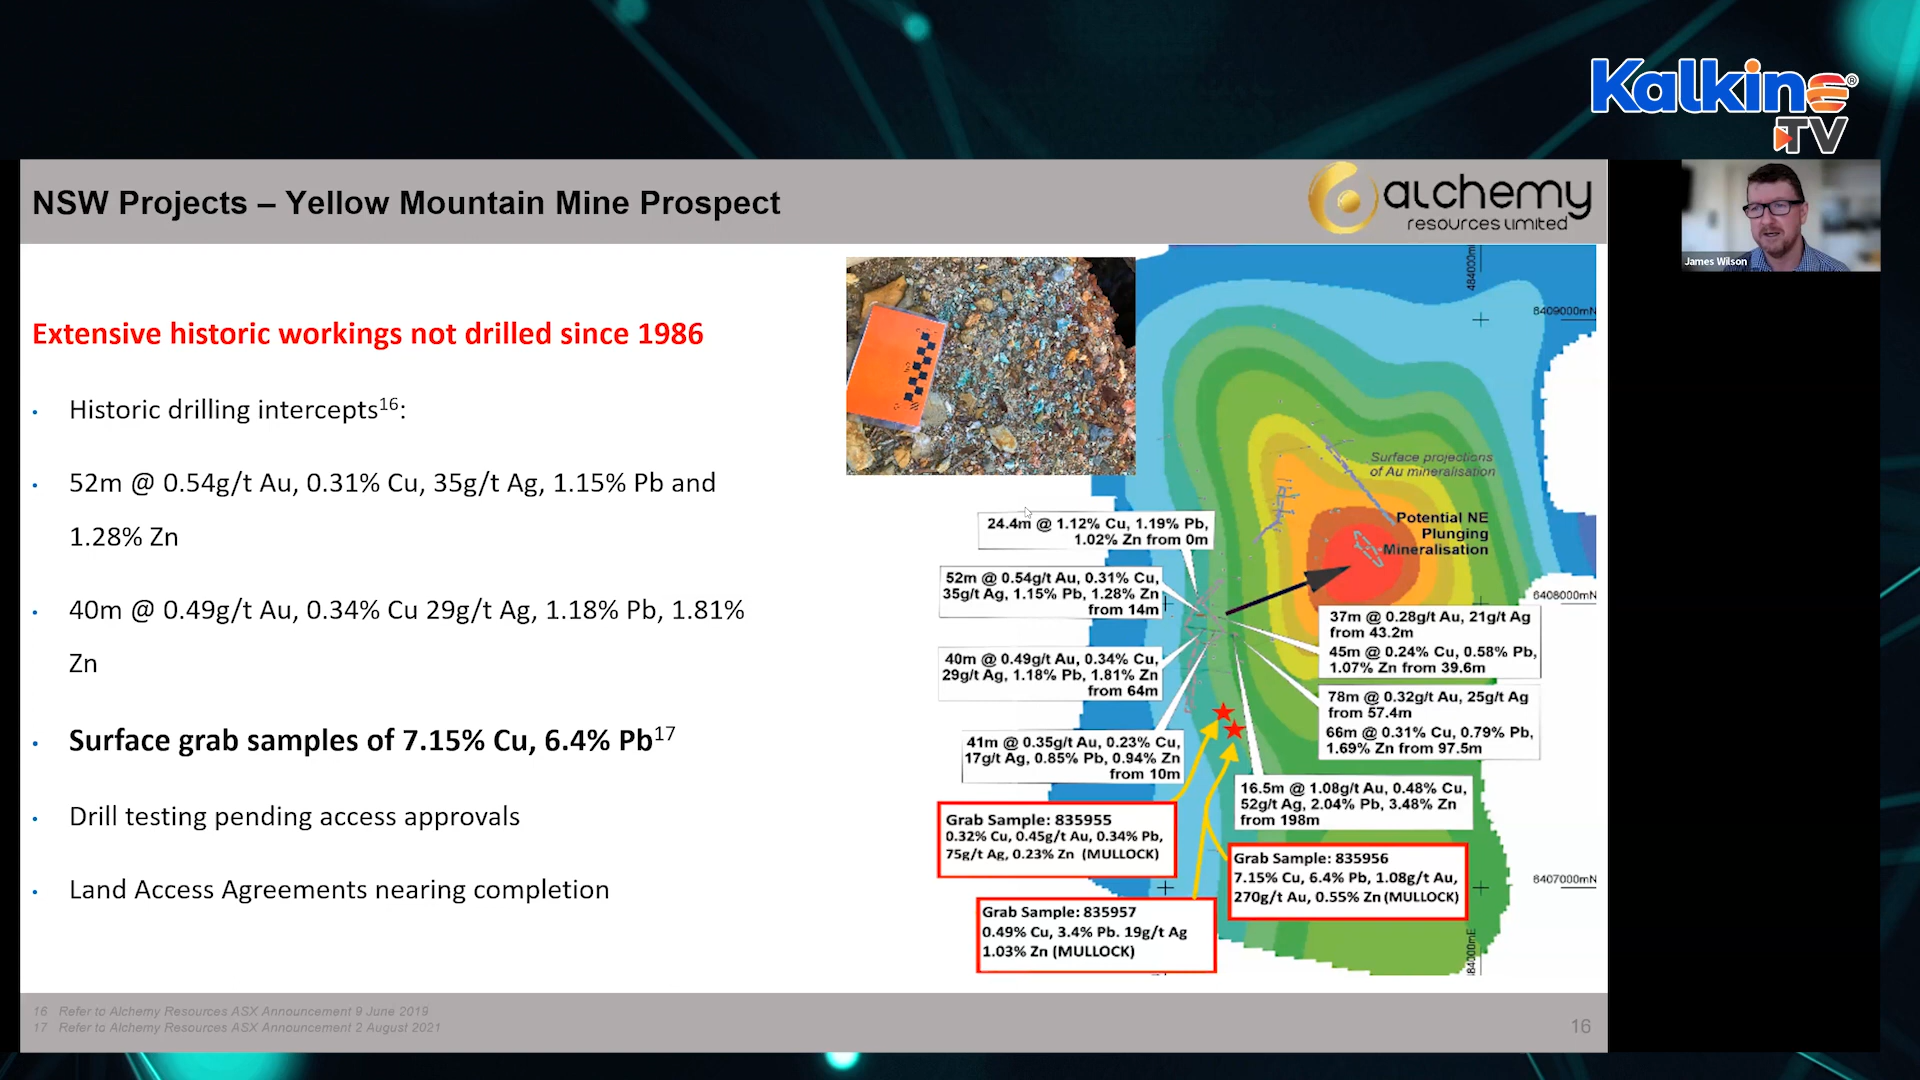 Kalkine®
TV
NSW Projects – Yellow Mountain Mine Prospect
alchemy
resources limited
James Wilson
Extensive historic workings not drilled since 1986
• Historic drilling intercepts16:
• 52m @ 0.54g/t Au, 0.31% Cu, 35g/t Ag, 1.15% Pb and
1.28% Zn
• 40m @ 0.49g/t Au, 0.34% Cu 29g/t Ag, 1.18% Pb, 1.81%
Zn
• Surface grab samples of 7.15% Cu, 6.4% Pb17
• Drill testing pending access approvals
• Land Access Agreements nearing completion
484000m
6409000mN
Surface projections
of Au mineralisation
Potential NE
Plunging
Mineralisation
24.4m @ 1.12% Cu, 1.19% Pb,
1.02% Zn from 0m
52m @ 0.54g/t Au, 0.31% Cu,
35g/t Ag, 1.15% Pb, 1.28% Zn
from 14m
6408000mN
37m @ 0.28g/t Au, 21g/t Ag
from 43.2m
45m @ 0.24% Cu, 0.58% Pb,
1.07% Zn from 39.6m
40m @ 0.49g/t Au, 0.34% Cu,
29g/t Ag, 1.18% Pb, 1.81% Zn
from 64m
78m @ 0.32g/t Au, 25g/t Ag
from 57.4m
66m @ 0.31% Cu, 0.79% Pb,
1.69% Zn from 97.5m
41m @ 0.35g/t Au, 0.23% Cu,
17g/t Ag, 0.85% Pb, 0.94% Zn
from 10m
16.5m @ 1.08g/t Au, 0.48% Cu,
52g/t Ag, 2.04% Pb, 3.48% Zn
from 198m
Grab Sample: 835955
0.32% Cu, 0.45g/t Au, 0.34% Pb,
75g/t Ag, 0.23% Zn (MULLOCK)
Grab Sample: 835956
7.15% Cu, 6.4% Pb, 1.08g/t Au,
270g/t Au, 0.55% Zn (MULLOCK)
6407000mN
Grab Sample: 835957
0.49% Cu, 3.4% Pb. 19g/t Ag
1.03% Zn (MULLOCK)
84000mE
16 Refer to Alchemy Resources ASX Announcement 9 June 2019
17 Refer to Alchemy Resources ASX Announcement 2 August 2021
16